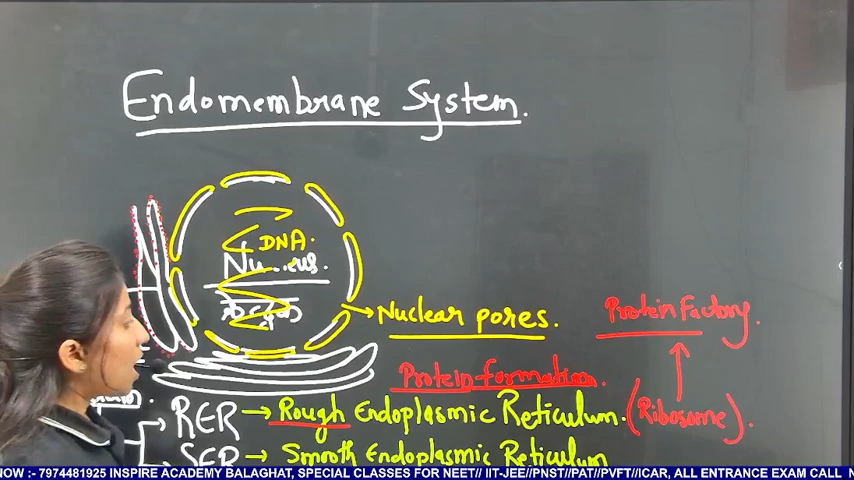 Endomembrane System.
DNA.
Nuclear pores.
Protein Factory.
Protein formation.
RER → Rough Endoplasmic Reticulum. (Ribosome).
SER → Smooth Endoplasmic Reticulum
NOW :- 7974481925 INSPIRE ACADEMY BALAGHAT, SPECIAL CLASSES FOR NEET// IIT-JEE//PNST//PAT//PVFT//ICAR, ALL ENTRANCE EXAM CALL N